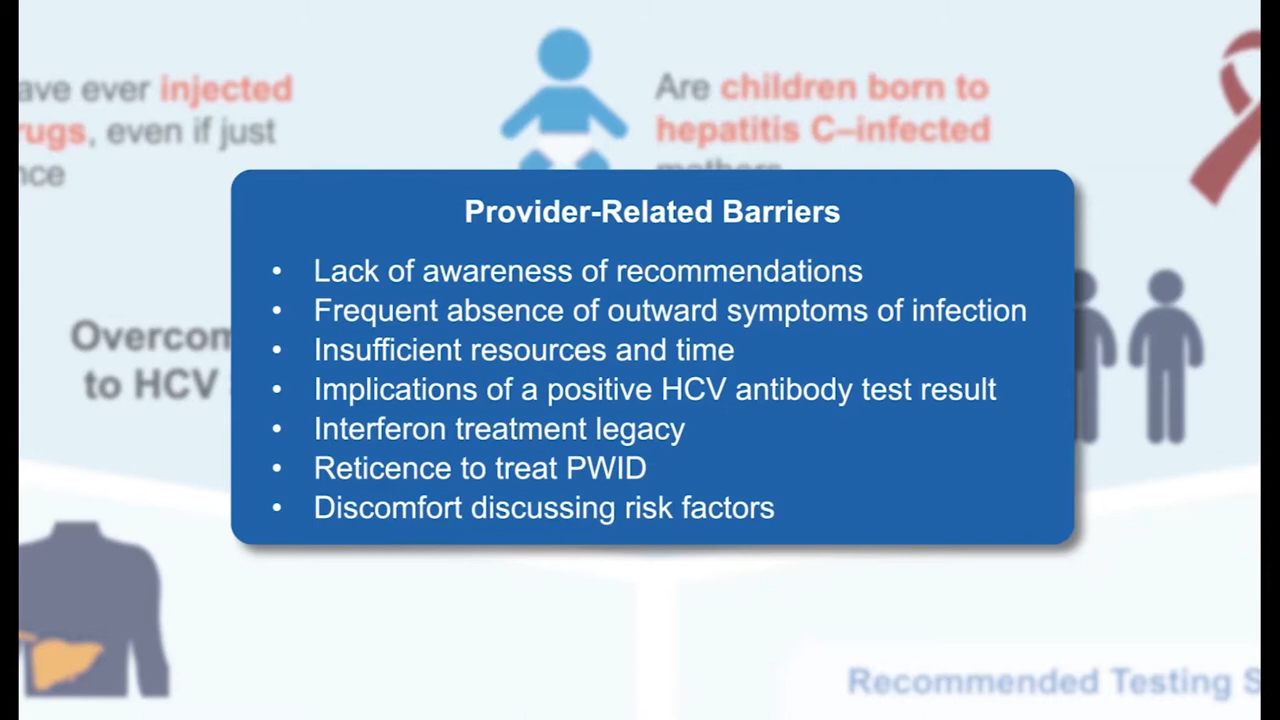 ave ever injected
rugs, even if just
nce
Are children born to
hepatitis C–infected
mothers
Provider-Related Barriers
• Lack of awareness of recommendations
• Frequent absence of outward symptoms of infection
• Insufficient resources and time
• Implications of a positive HCV antibody test result
• Interferon treatment legacy
• Reticence to treat PWID
• Discomfort discussing risk factors
Overcom
to HCV
Recommended Testing S